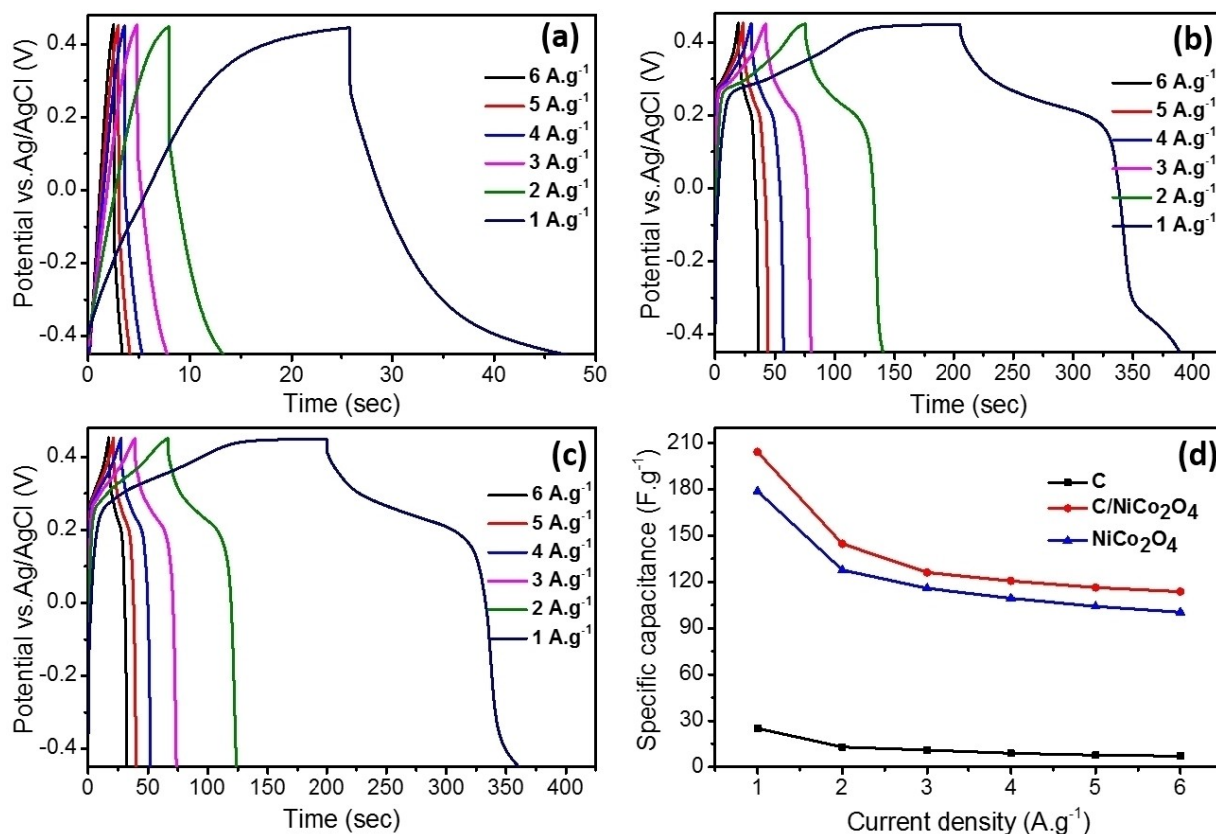 (a)
0.4
0.2
0.0
-0.2
-0.4
Potential vs.Ag/AgCl (V)
6 A.g⁻¹
5 A.g⁻¹
4 A.g⁻¹
3 A.g⁻¹
2 A.g⁻¹
1 A.g⁻¹
0 10 20 30 40 50
Time (sec)
(b)
0.4
0.2
0.0
-0.2
-0.4
Potential vs.Ag/AgCl (V)
6 A.g⁻¹
5 A.g⁻¹
4 A.g⁻¹
3 A.g⁻¹
2 A.g⁻¹
1 A.g⁻¹
0 50 100 150 200 250 300 350 400
Time (sec)
(c)
0.4
0.2
0.0
-0.2
-0.4
Potential vs.Ag/AgCl (V)
6 A.g⁻¹
5 A.g⁻¹
4 A.g⁻¹
3 A.g⁻¹
2 A.g⁻¹
1 A.g⁻¹
0 50 100 150 200 250 300 350 400
Time (sec)
(d)
210
180
150
120
90
60
30
0
Specific capacitance (F.g⁻¹)
C
C/NiCo₂O₄
NiCo₂O₄
1 2 3 4 5 6
Current density (A.g⁻¹)